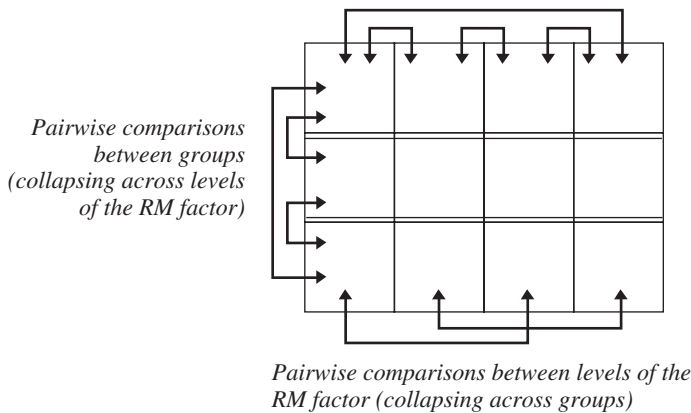 Pairwise comparisons
between groups
(collapsing across levels
of the RM factor)
Pairwise comparisons between levels of the
RM factor (collapsing across groups)